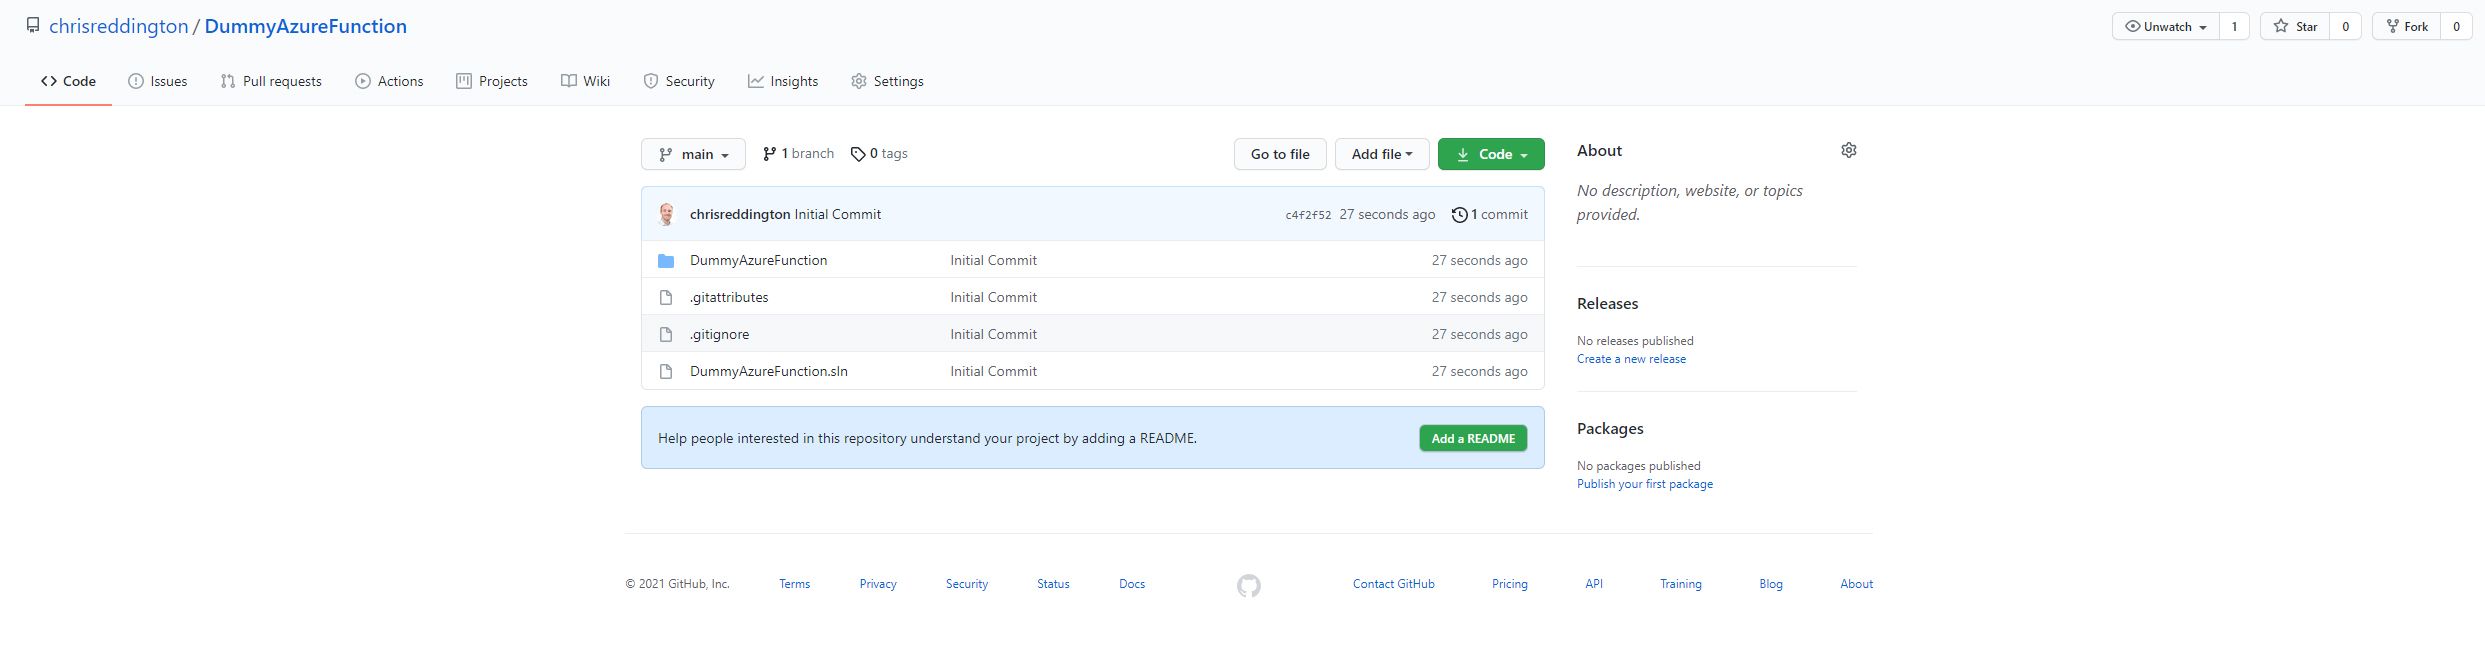 chrisreddington / DummyAzureFunction
Unwatch 1 Star 0 Fork 0
Code Issues Pull requests Actions Projects Wiki Security Insights Settings
main 1 branch 0 tags Go to file Add file Code
chrisreddington Initial Commit c4f2f52 27 seconds ago 1 commit
DummyAzureFunction Initial Commit 27 seconds ago
.gitattributes Initial Commit 27 seconds ago
.gitignore Initial Commit 27 seconds ago
DummyAzureFunction.sln Initial Commit 27 seconds ago
Help people interested in this repository understand your project by adding a README. Add a README
About
No description, website, or topics
provided.
Releases
No releases published
Create a new release
Packages
No packages published
Publish your first package
© 2021 GitHub, Inc. Terms Privacy Security Status Docs Contact GitHub Pricing API Training Blog About